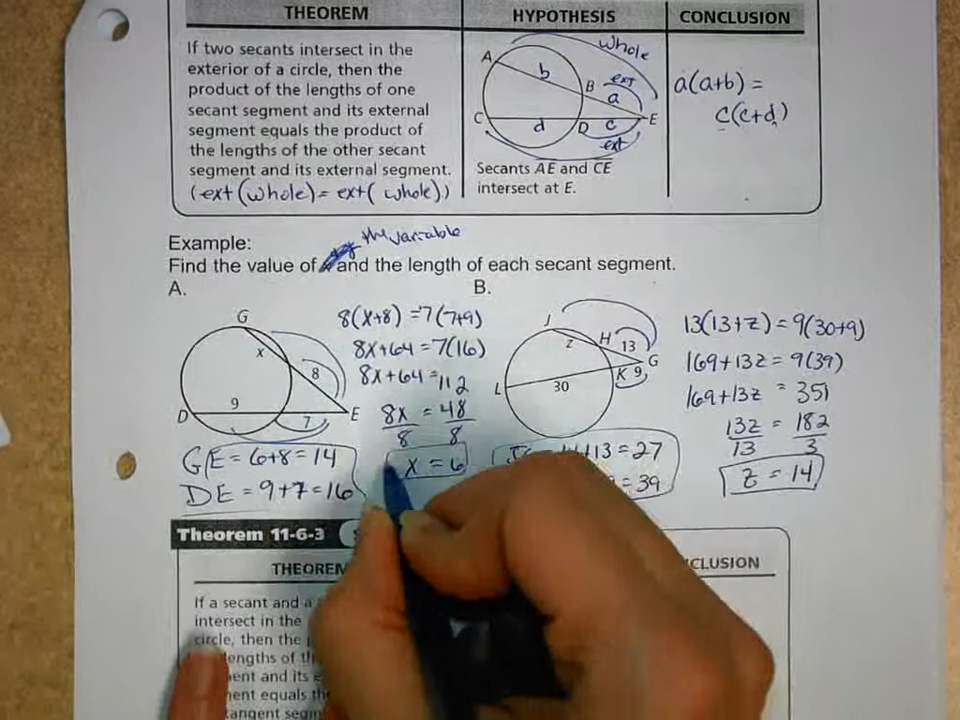 THEOREM HYPOTHESIS CONCLUSION
If two secants intersect in the
exterior of a circle, then the
product of the lengths of one
secant segment and its external
segment equals the product of
the lengths of the other secant
segment and its external segment.
(ext(whole) = ext(whole))
whole
A
b
ext
B
a
C
d
D
c
E
ext
Secants AE and CE
intersect at E.
a(a+b) =
c(c+d)
Example:
the variable
Find the value of and the length of each secant segment.
A.
G
x
8
9
D
7
E
8(x+8) = 7(7+9)
8x+64 = 7(16)
8x+64 = 112
8x = 48
8 8
x = 6
GE = 6+8 = 14
DE = 9+7 = 16
B.
J
z
H
13
G
K 9
L
30
13(13+z) = 9(30+9)
169+13z = 9(39)
169+13z = 351
13z = 182
13 3
z = 14
+13 = 27
= 39
Theorem 11-6-3
THEOREM
CLUSION
If a secant and a
intersect in the
circle, then the
lengths of th
ment and its e
ment equals the
tangent segm